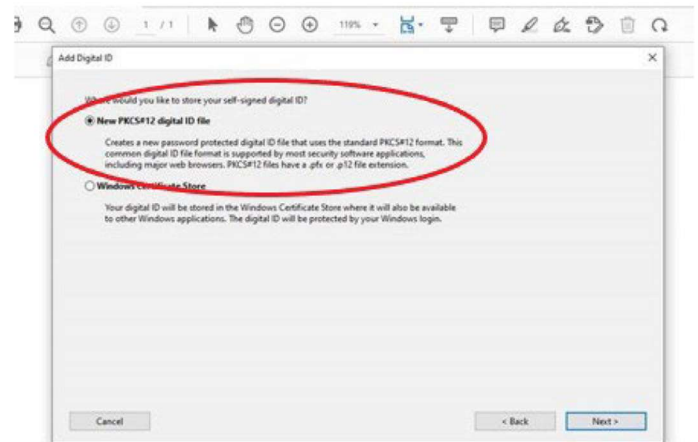 1 / 1
119%
Add Digital ID
Where would you like to store your self-signed digital ID?
New PKCS#12 digital ID file
Creates a new password protected digital ID file that uses the standard PKCS#12 format. This
common digital ID file format is supported by most security software applications,
including major web browsers. PKCS#12 files have a .pfx or .p12 file extension.
Windows Certificate Store
Your digital ID will be stored in the Windows Certificate Store where it will also be available
to other Windows applications. The digital ID will be protected by your Windows login.
Cancel
< Back
Next >